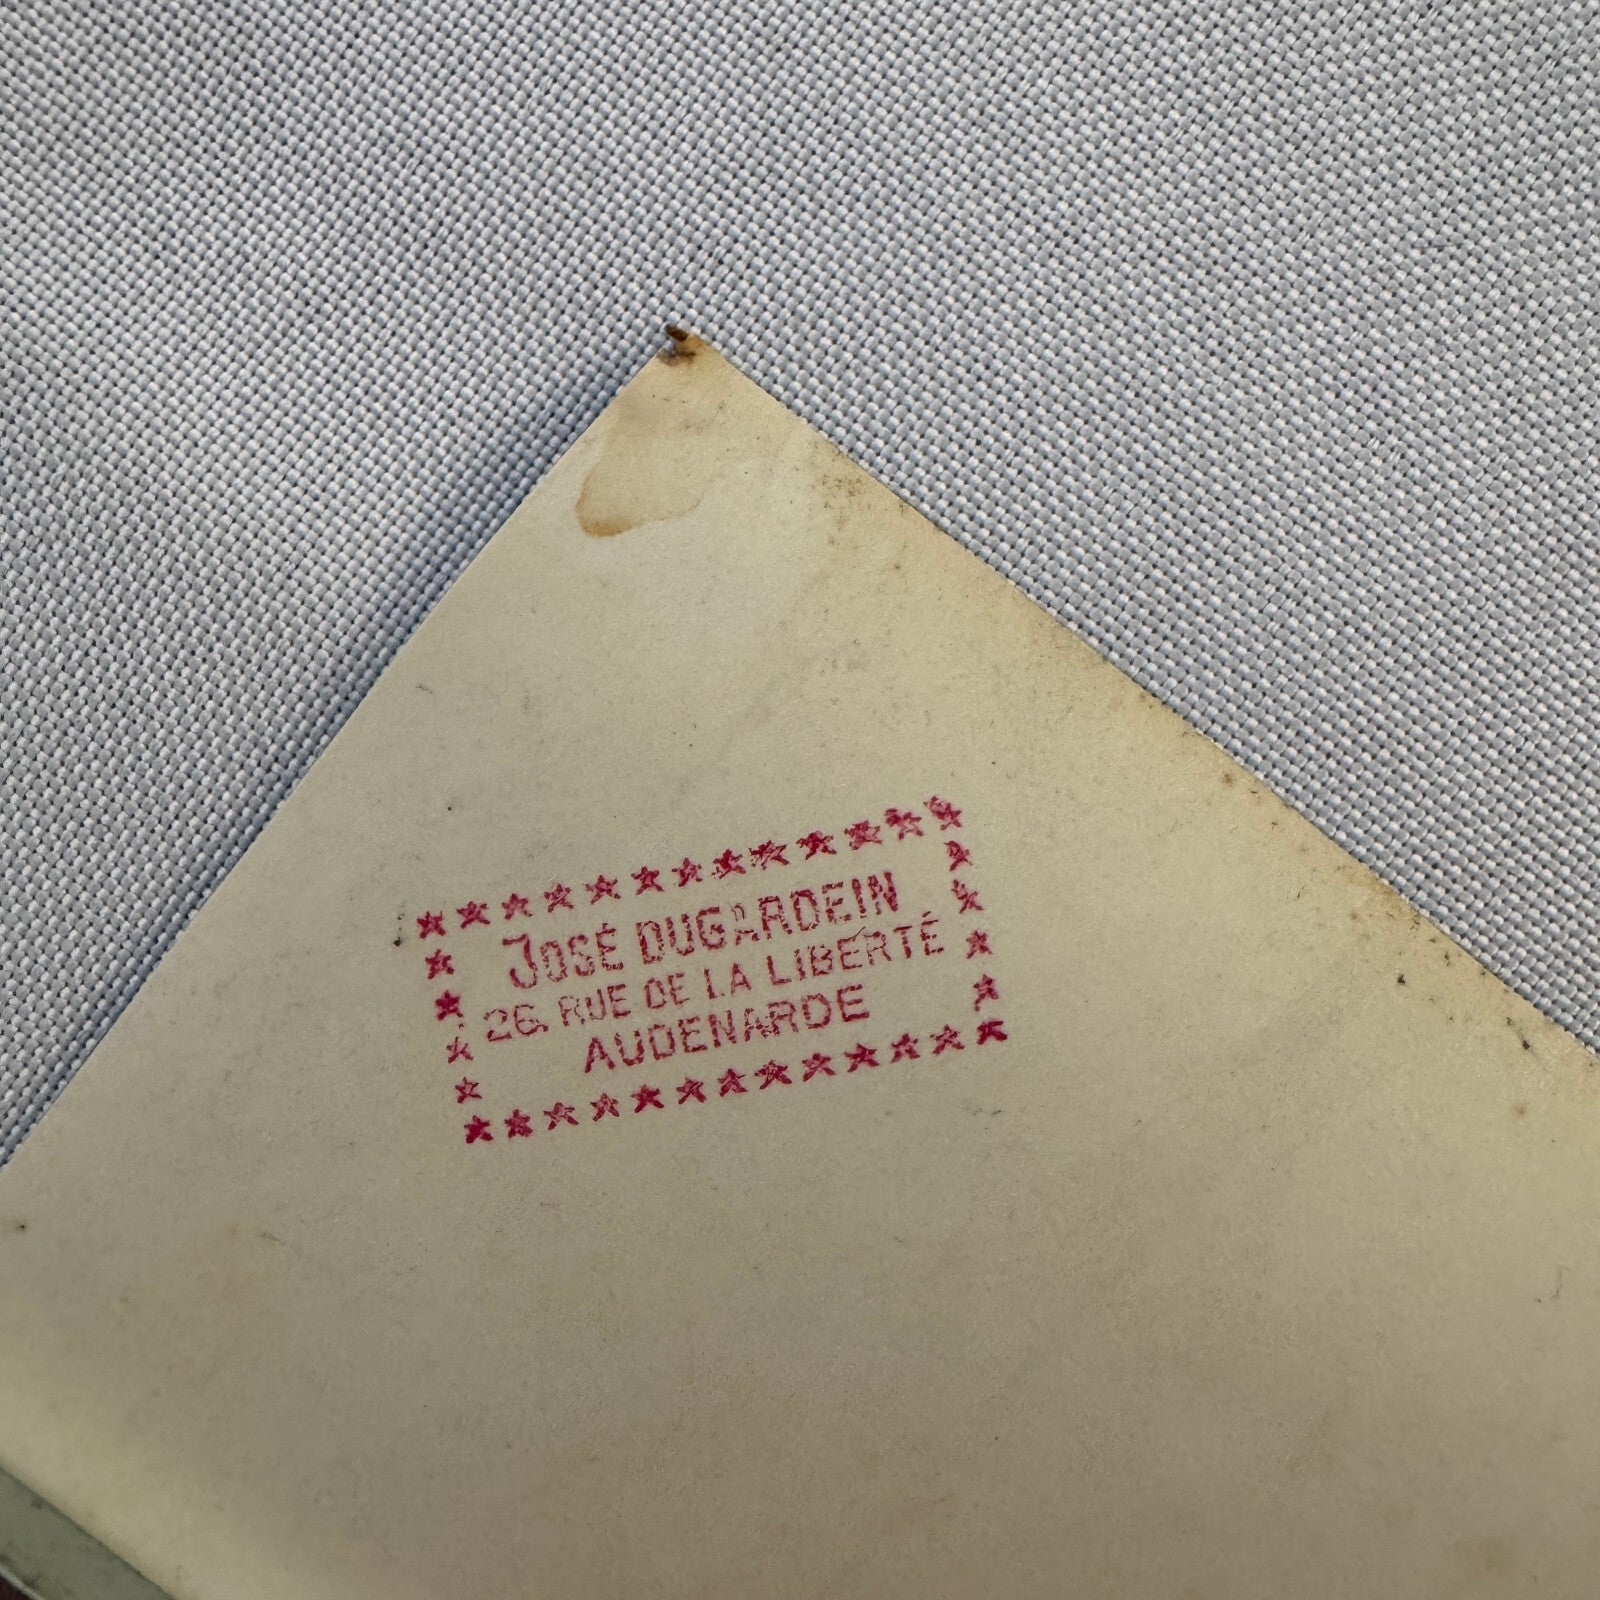 JOSÉ DUGARDEIN
26, RUE DE LA LIBERTÉ
AUDENARDE